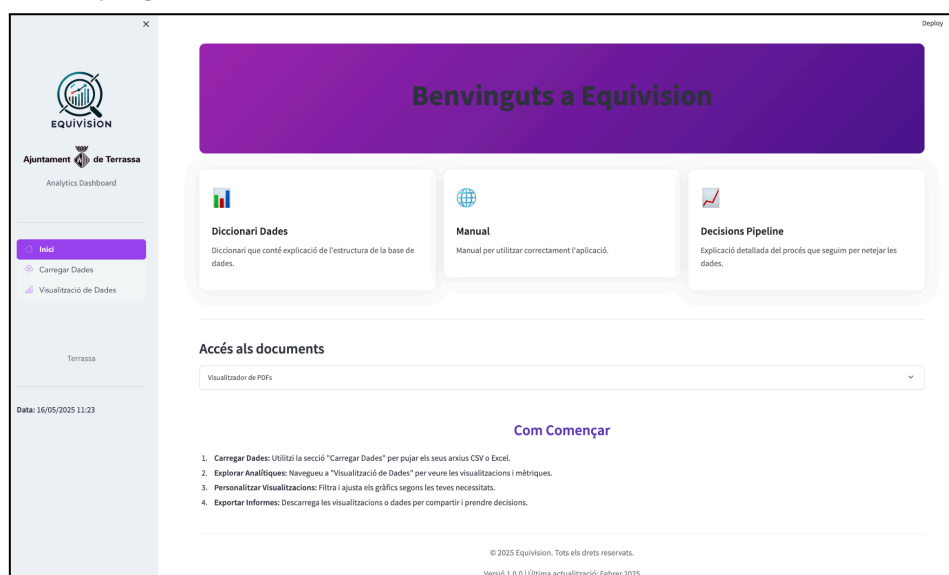 ×
Deploy
EQUIVISION
Ajuntament de Terrassa
Analytics Dashboard
Inici
Carregar Dades
Visualització de Dades
Terrassa
Data: 16/05/2025 11:23
Benvinguts a Equivision
Diccionari Dades
Diccionari que conté explicació de l'estructura de la base de
dades.
Manual
Manual per utilitzar correctament l'aplicació.
Decisions Pipeline
Explicació detallada del procés que seguim per netejar les
dades.
Accés als documents
Visualitzador de PDFs
Com Començar
1. Carregar Dades: Utilitzi la secció "Carregar Dades" per pujar els seus arxius CSV o Excel.
2. Explorar Analítiques: Navegueu a "Visualització de Dades" per veure les visualitzacions i mètriques.
3. Personalitzar Visualitzacions: Filtra i ajusta els gràfics segons les teves necessitats.
4. Exportar Informes: Descarrega les visualitzacions o dades per compartir i prendre decisions.
© 2025 Equivision. Tots els drets reservats.
Versió 1.0.0 | Última actualització: Febrer 2025